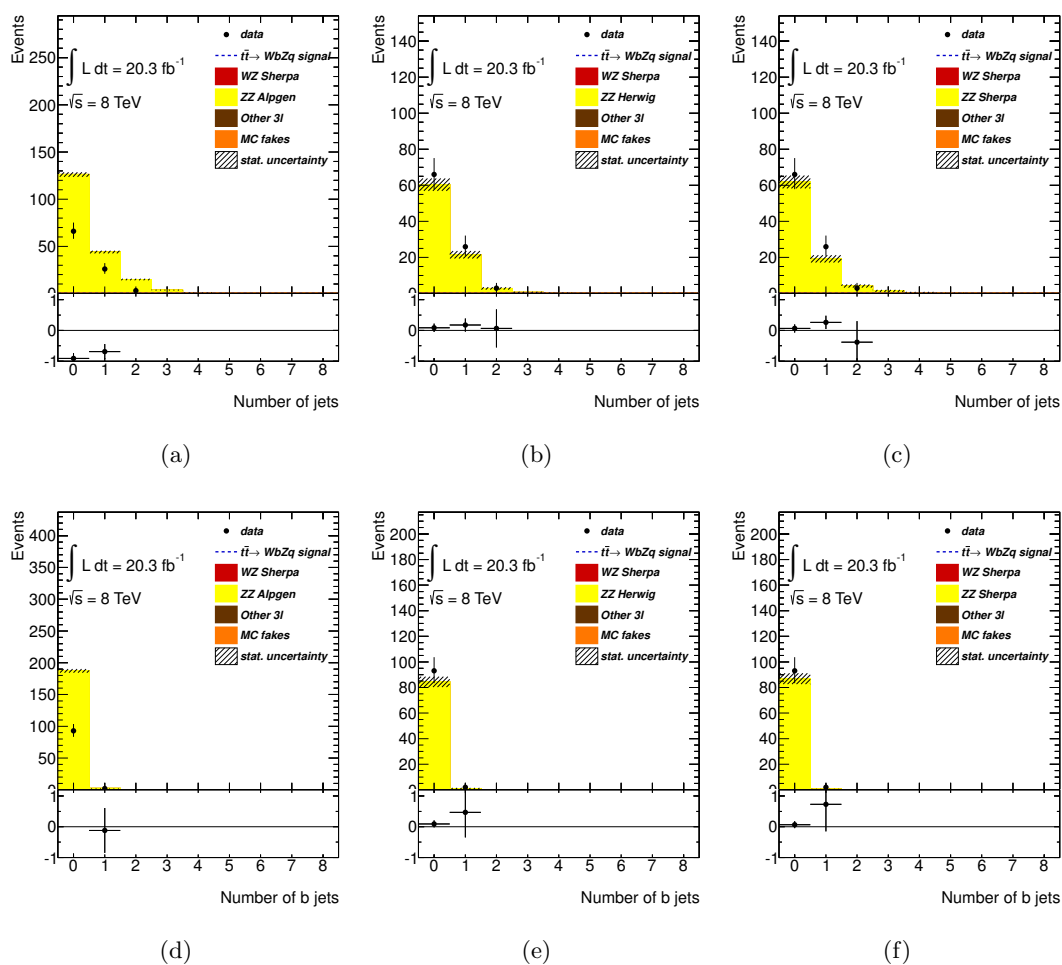 Events
300
250
200
150
100
50
0
∫ L dt = 20.3 fb⁻¹
√s = 8 TeV
data
tt̄→ WbZq signal
WZ Sherpa
ZZ Alpgen
Other 3l
MC fakes
stat. uncertainty
1
0
-1
0 1 2 3 4 5 6 7 8
Number of jets
(a)
Events
140
120
100
80
60
40
20
0
∫ L dt = 20.3 fb⁻¹
√s = 8 TeV
data
tt̄→ WbZq signal
WZ Sherpa
ZZ Herwig
Other 3l
MC fakes
stat. uncertainty
1
0
-1
0 1 2 3 4 5 6 7 8
Number of jets
(b)
Events
140
120
100
80
60
40
20
0
∫ L dt = 20.3 fb⁻¹
√s = 8 TeV
data
tt̄→ WbZq signal
WZ Sherpa
ZZ Sherpa
Other 3l
MC fakes
stat. uncertainty
1
0
-1
0 1 2 3 4 5 6 7 8
Number of jets
(c)
Events
400
350
300
250
200
150
100
50
0
∫ L dt = 20.3 fb⁻¹
√s = 8 TeV
data
tt̄→ WbZq signal
WZ Sherpa
ZZ Alpgen
Other 3l
MC fakes
stat. uncertainty
1
0
-1
0 1 2 3 4 5 6 7 8
Number of b jets
(d)
Events
200
180
160
140
120
100
80
60
40
20
0
∫ L dt = 20.3 fb⁻¹
√s = 8 TeV
data
tt̄→ WbZq signal
WZ Sherpa
ZZ Herwig
Other 3l
MC fakes
stat. uncertainty
1
0
-1
0 1 2 3 4 5 6 7 8
Number of b jets
(e)
Events
200
180
160
140
120
100
80
60
40
20
0
∫ L dt = 20.3 fb⁻¹
√s = 8 TeV
data
tt̄→ WbZq signal
WZ Sherpa
ZZ Sherpa
Other 3l
MC fakes
stat. uncertainty
1
0
-1
0 1 2 3 4 5 6 7 8
Number of b jets
(f)